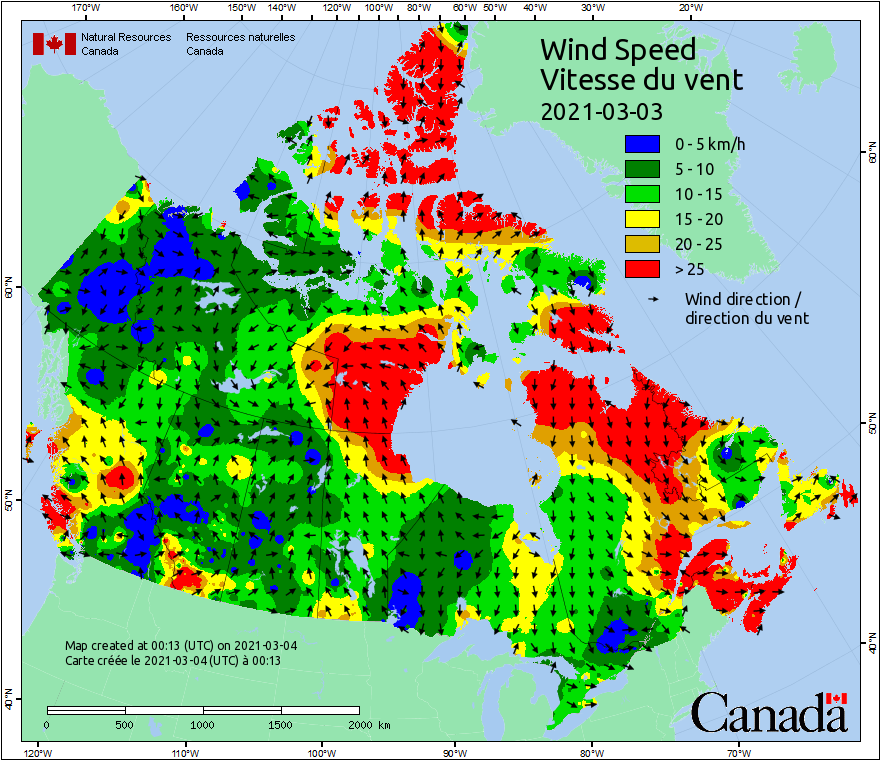 170°W 160°W 150°W 140°W 130°W 120°W 110°W 100°W 90°W 80°W 70°W 60°W 50°W 40°W 30°W 20°W
Natural Resources Ressources naturelles
Canada Canada
Wind Speed
Vitesse du vent
2021-03-03
0 - 5 km/h
5 - 10
10 - 15
15 - 20
20 - 25
> 25
Wind direction /
direction du vent
60°N 60°N
50°N 50°N
40°N 40°N
Map created at 00:13 (UTC) on 2021-03-04
Carte créée le 2021-03-04 (UTC) à 00:13
0 500 1000 1500 2000 km
Canada
120°W 110°W 100°W 90°W 80°W 70°W